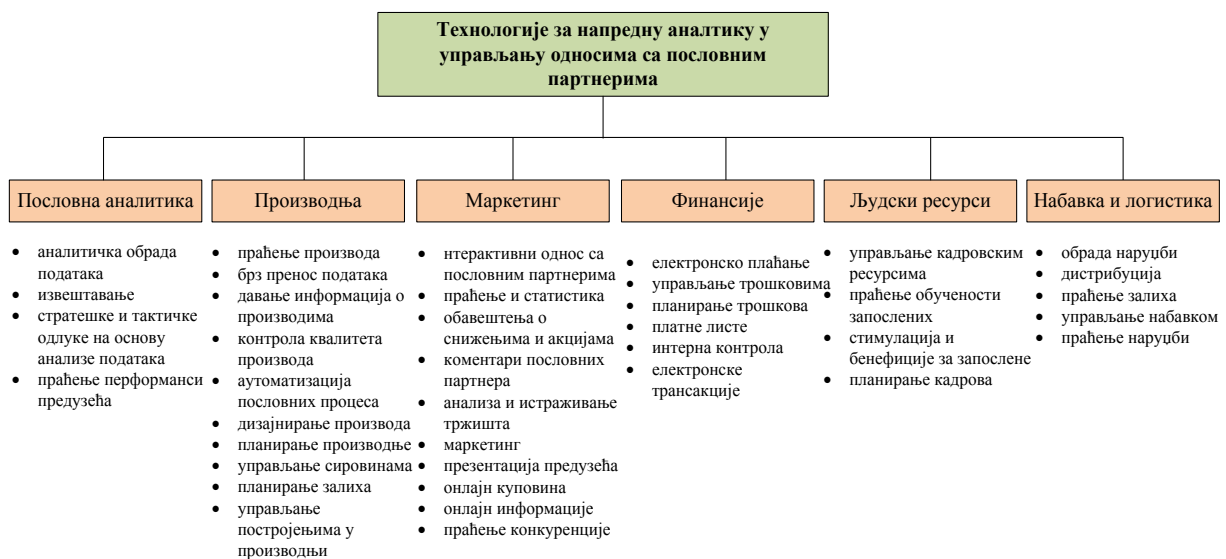 Технологије за напредну аналтику у
управљању односима са пословним
партнерима
Пословна аналитика
аналитичка обрада
података
извештавање
стратешке и тактичке
одлуке на основу
анализе података
праћење перформанси
предузећа
Производња
праћење производа
брз пренос података
давање информација о
производима
контрола квалитета
производа
аутоматизација
пословних процеса
дизајнирање производа
планирање производње
управљање сировинама
планирање залиха
управљање
постројењима у
производњи
Маркетинг
нтерактивни однос са
пословним партнерима
праћење и статистика
обавештења о
снижењима и акцијама
коментари пословних
партнера
анализа и истраживање
тржишта
маркетинг
презентација предузећа
онлајн куповина
онлајн информације
праћење конкуренције
Финансије
електронско плаћање
управљање трошковима
планирање трошкова
платне листе
интерна контрола
електронске
трансакције
Људски ресурси
управљање кадровским
ресурсима
праћење обучености
запослених
стимулација и
бенефиције за запослене
планирање кадрова
Набавка и логистика
обрада наруџби
дистрибуција
праћење залиха
управљање набавком
праћење наруџби